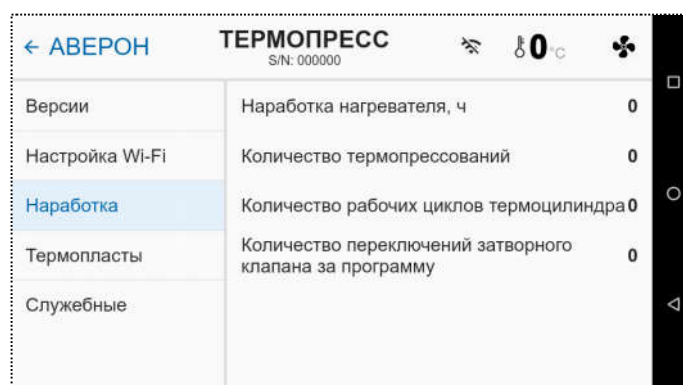 ← АВЕРОН
ТЕРМОПРЕСС
S/N: 000000
0 °C
Версии
Настройка Wi-Fi
Наработка
Термопласты
Служебные
Наработка нагревателя, ч 0
Количество термопрессований 0
Количество рабочих циклов термоцилиндра 0
Количество переключений затворного
клапана за программу 0